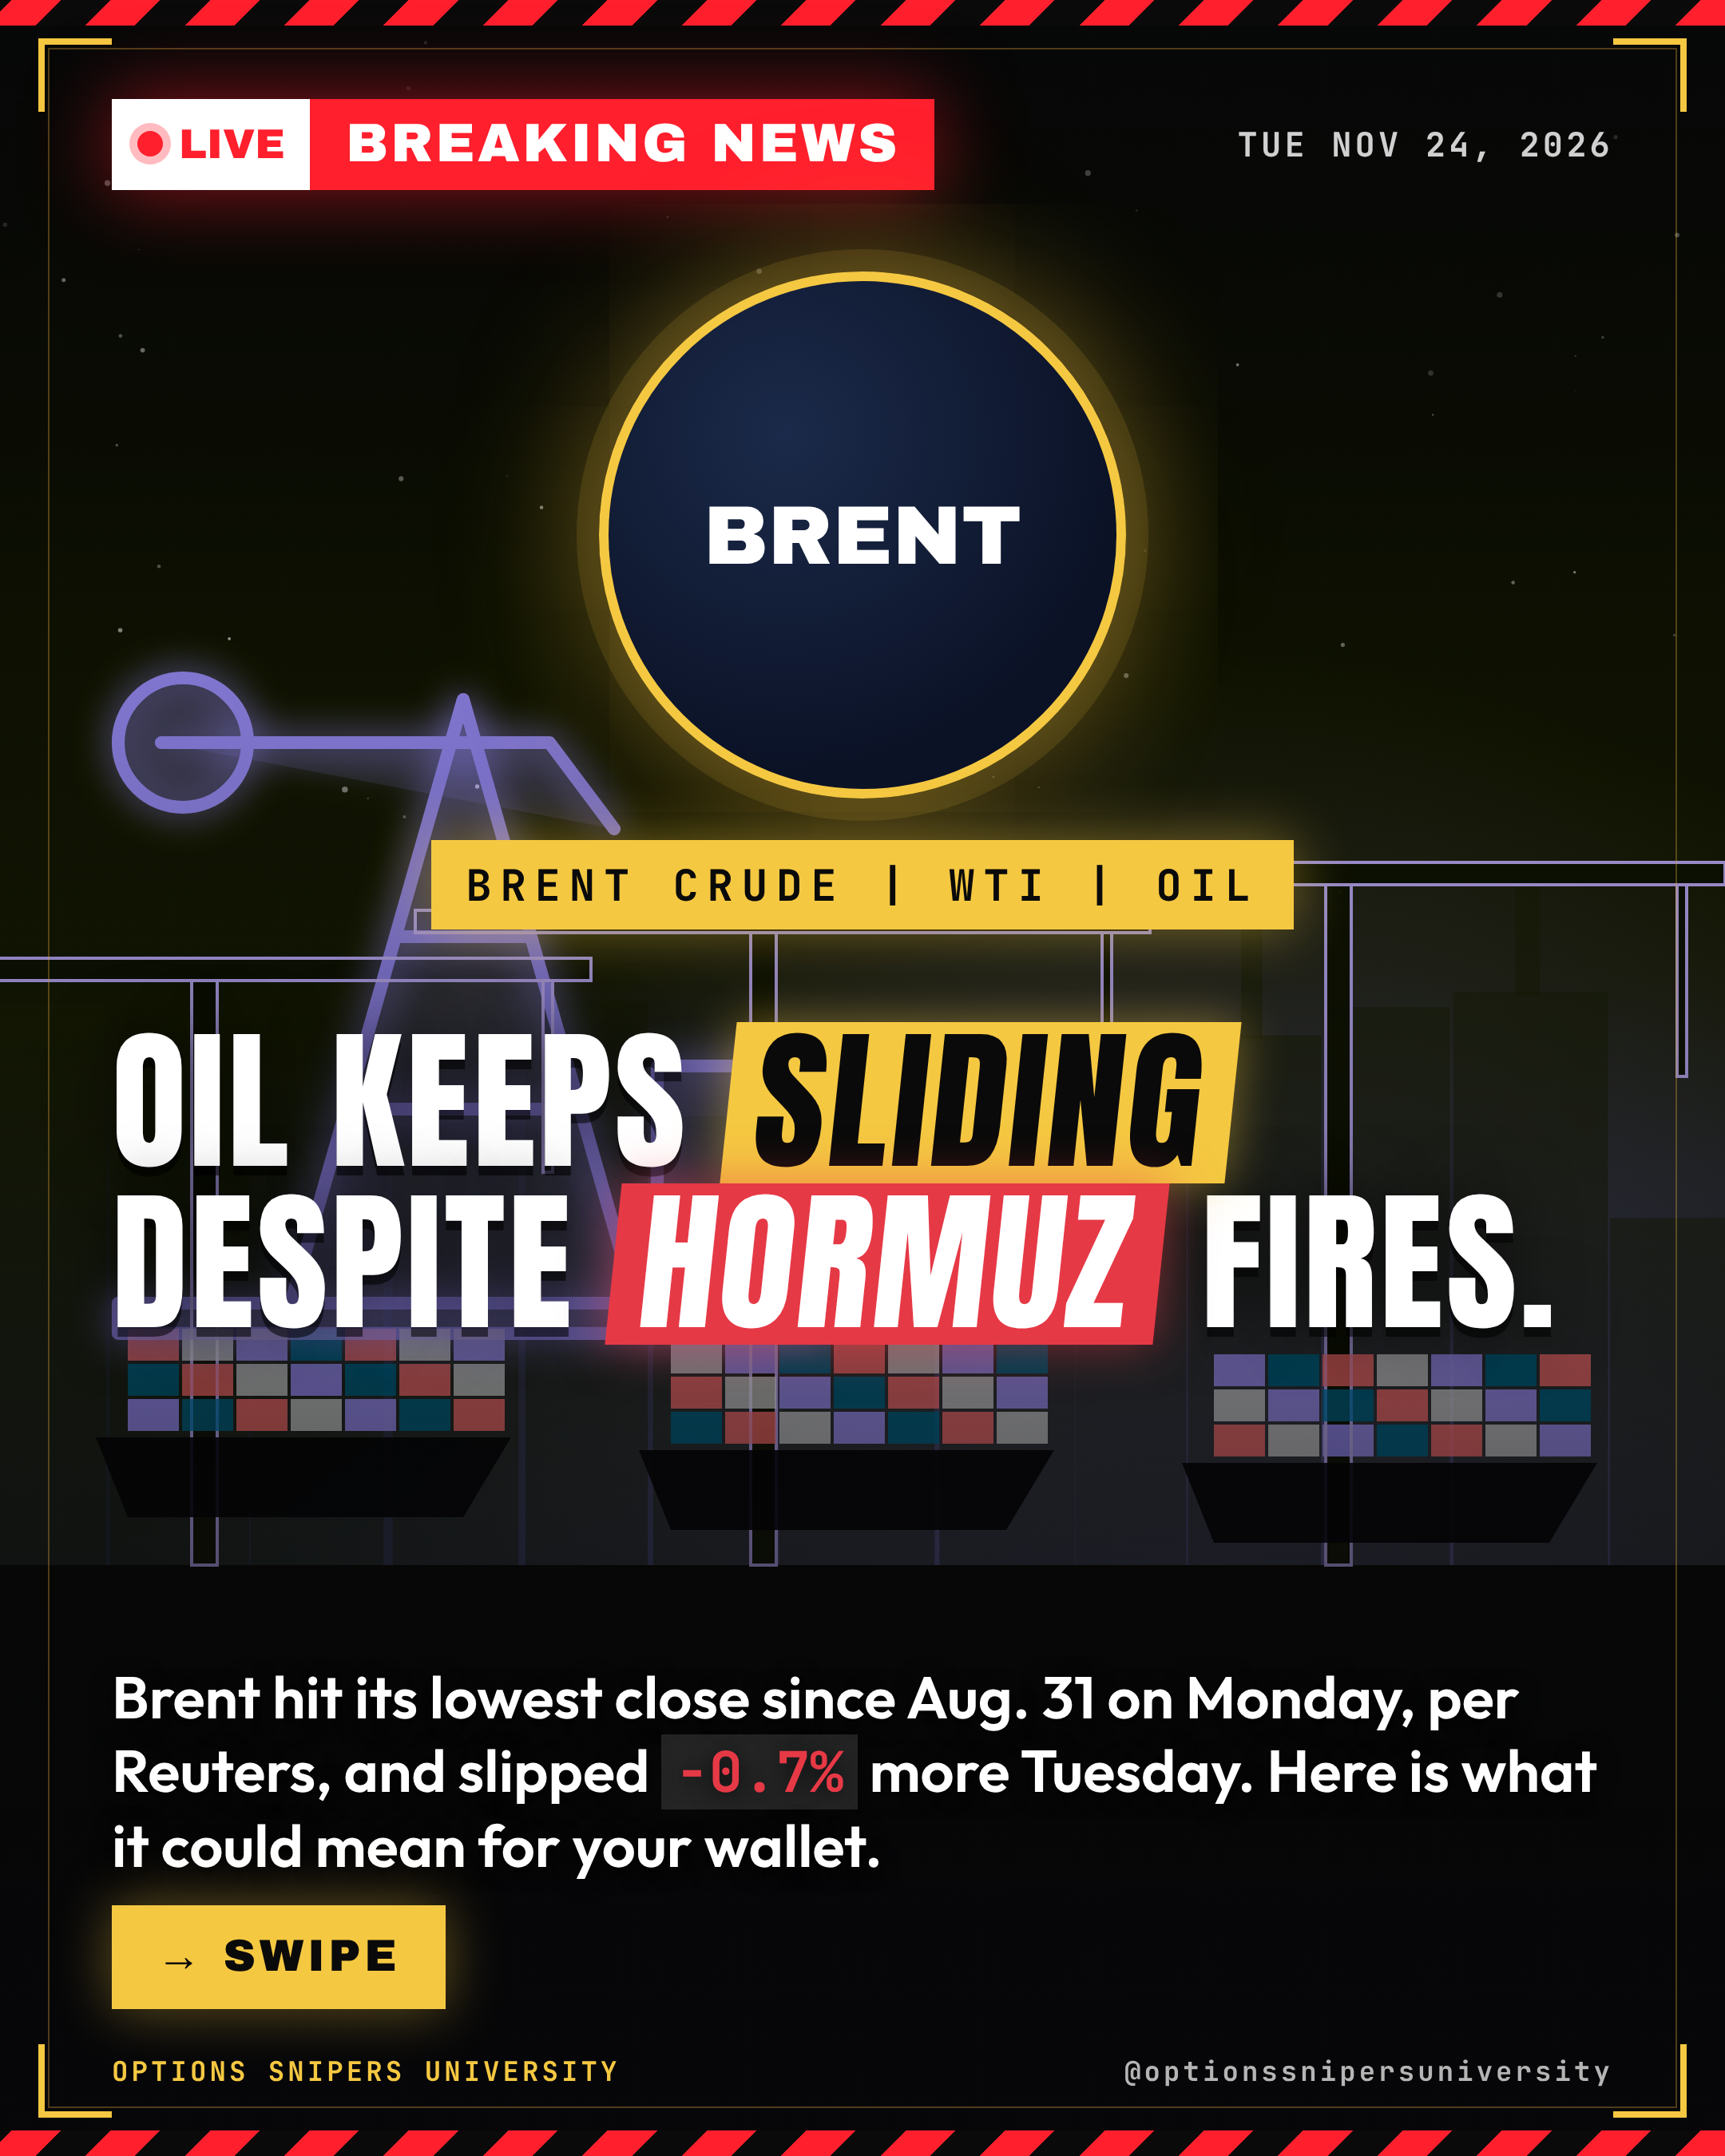 LIVE BREAKING NEWS
TUE NOV 24, 2026
BRENT
BRENT CRUDE | WTI | OIL
OIL KEEPS SLIDING
DESPITE HORMUZ FIRES.
Brent hit its lowest close since Aug. 31 on Monday, per
Reuters, and slipped -0.7% more Tuesday. Here is what
it could mean for your wallet.
→ SWIPE
OPTIONS SNIPERS UNIVERSITY
@optionssnipersuniversity